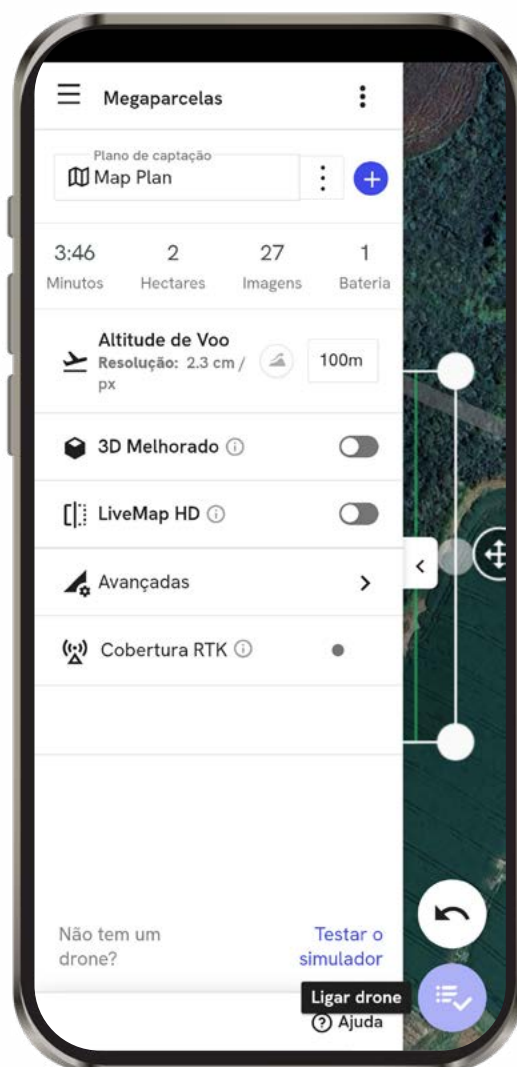 Megaparcelas
Plano de captação
Map Plan
3:46 2 27 1
Minutos Hectares Imagens Bateria
Altitude de Voo
Resolução: 2.3 cm /
px
100m
3D Melhorado
LiveMap HD
Avançadas
Cobertura RTK
Não tem um
drone?
Testar o
simulador
Ligar drone
Ajuda